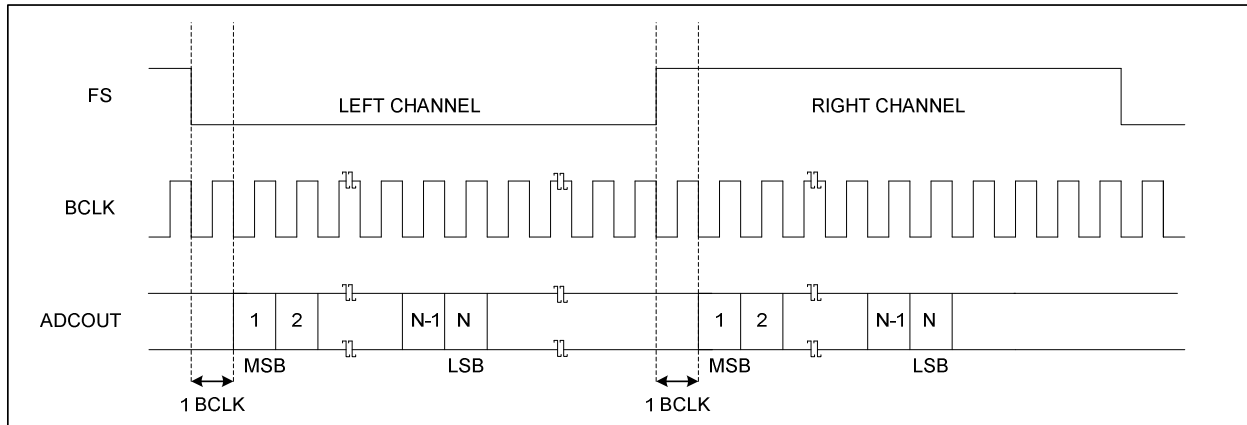 FS
LEFT CHANNEL
RIGHT CHANNEL
BCLK
ADCOUT
1 2 N-1 N 1 2 N-1 N
MSB LSB MSB LSB
1 BCLK 1 BCLK